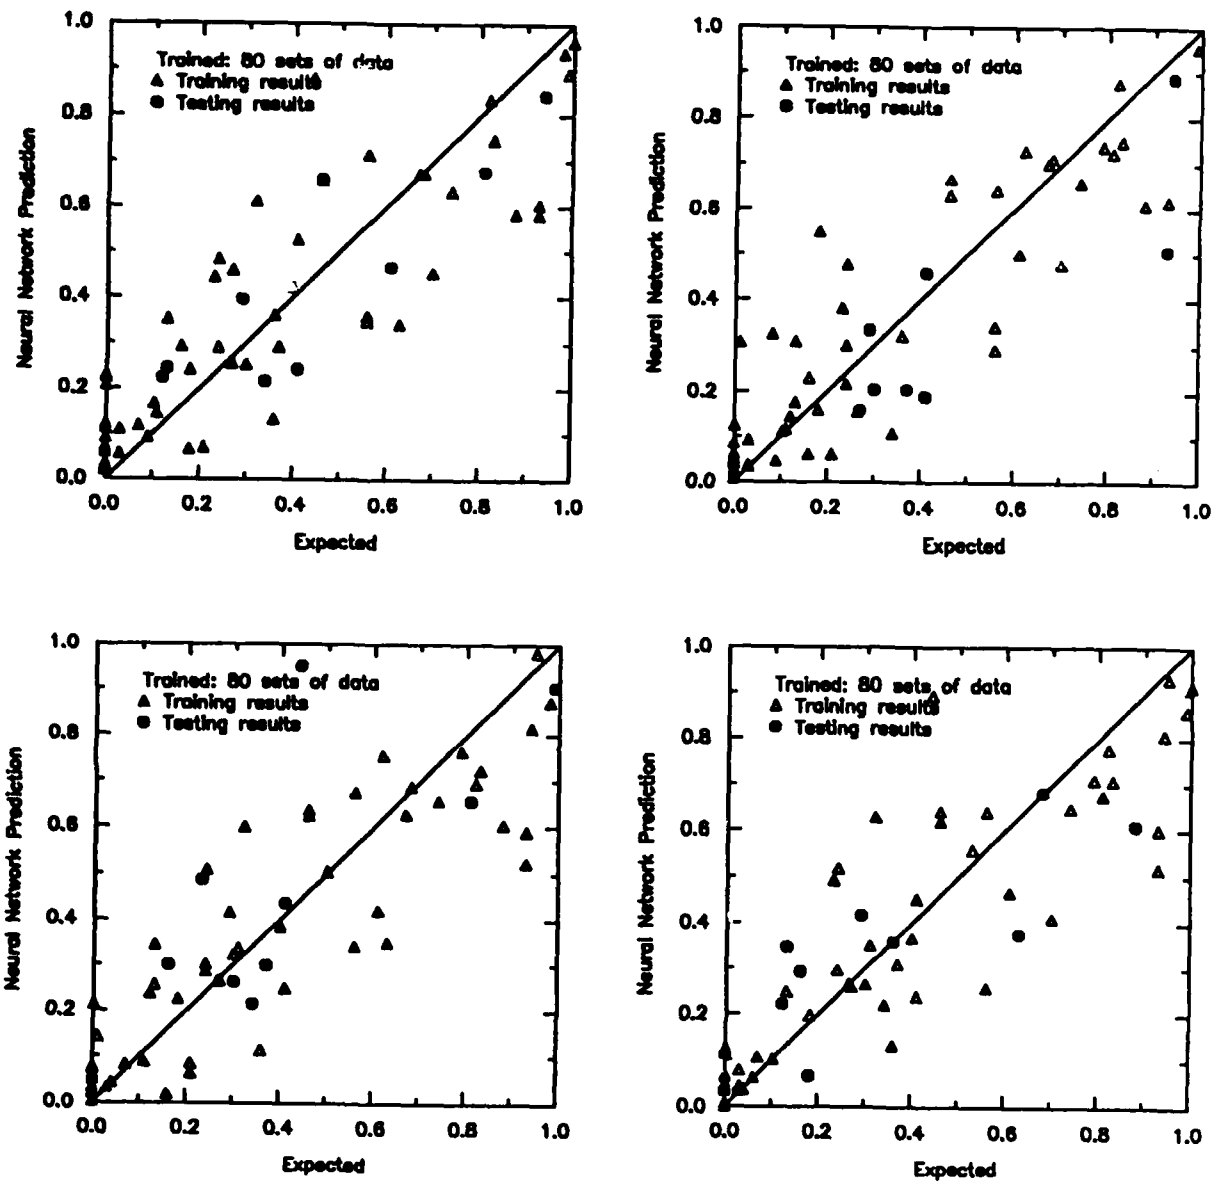 1.0
0.8
0.6
0.4
0.2
0.0
Neural Network Prediction
Trained: 80 sets of data
Training results
Testing results
0.0 0.2 0.4 0.6 0.8 1.0
Expected
1.0
0.8
0.6
0.4
0.2
0.0
Neural Network Prediction
Trained: 80 sets of data
Training results
Testing results
0.0 0.2 0.4 0.6 0.8 1.0
Expected
1.0
0.8
0.6
0.4
0.2
0.0
Neural Network Prediction
Trained: 80 sets of data
Training results
Testing results
0.0 0.2 0.4 0.6 0.8 1.0
Expected
1.0
0.8
0.6
0.4
0.2
0.0
Neural Network Prediction
Trained: 80 sets of data
Training results
Testing results
0.0 0.2 0.4 0.6 0.8 1.0
Expected